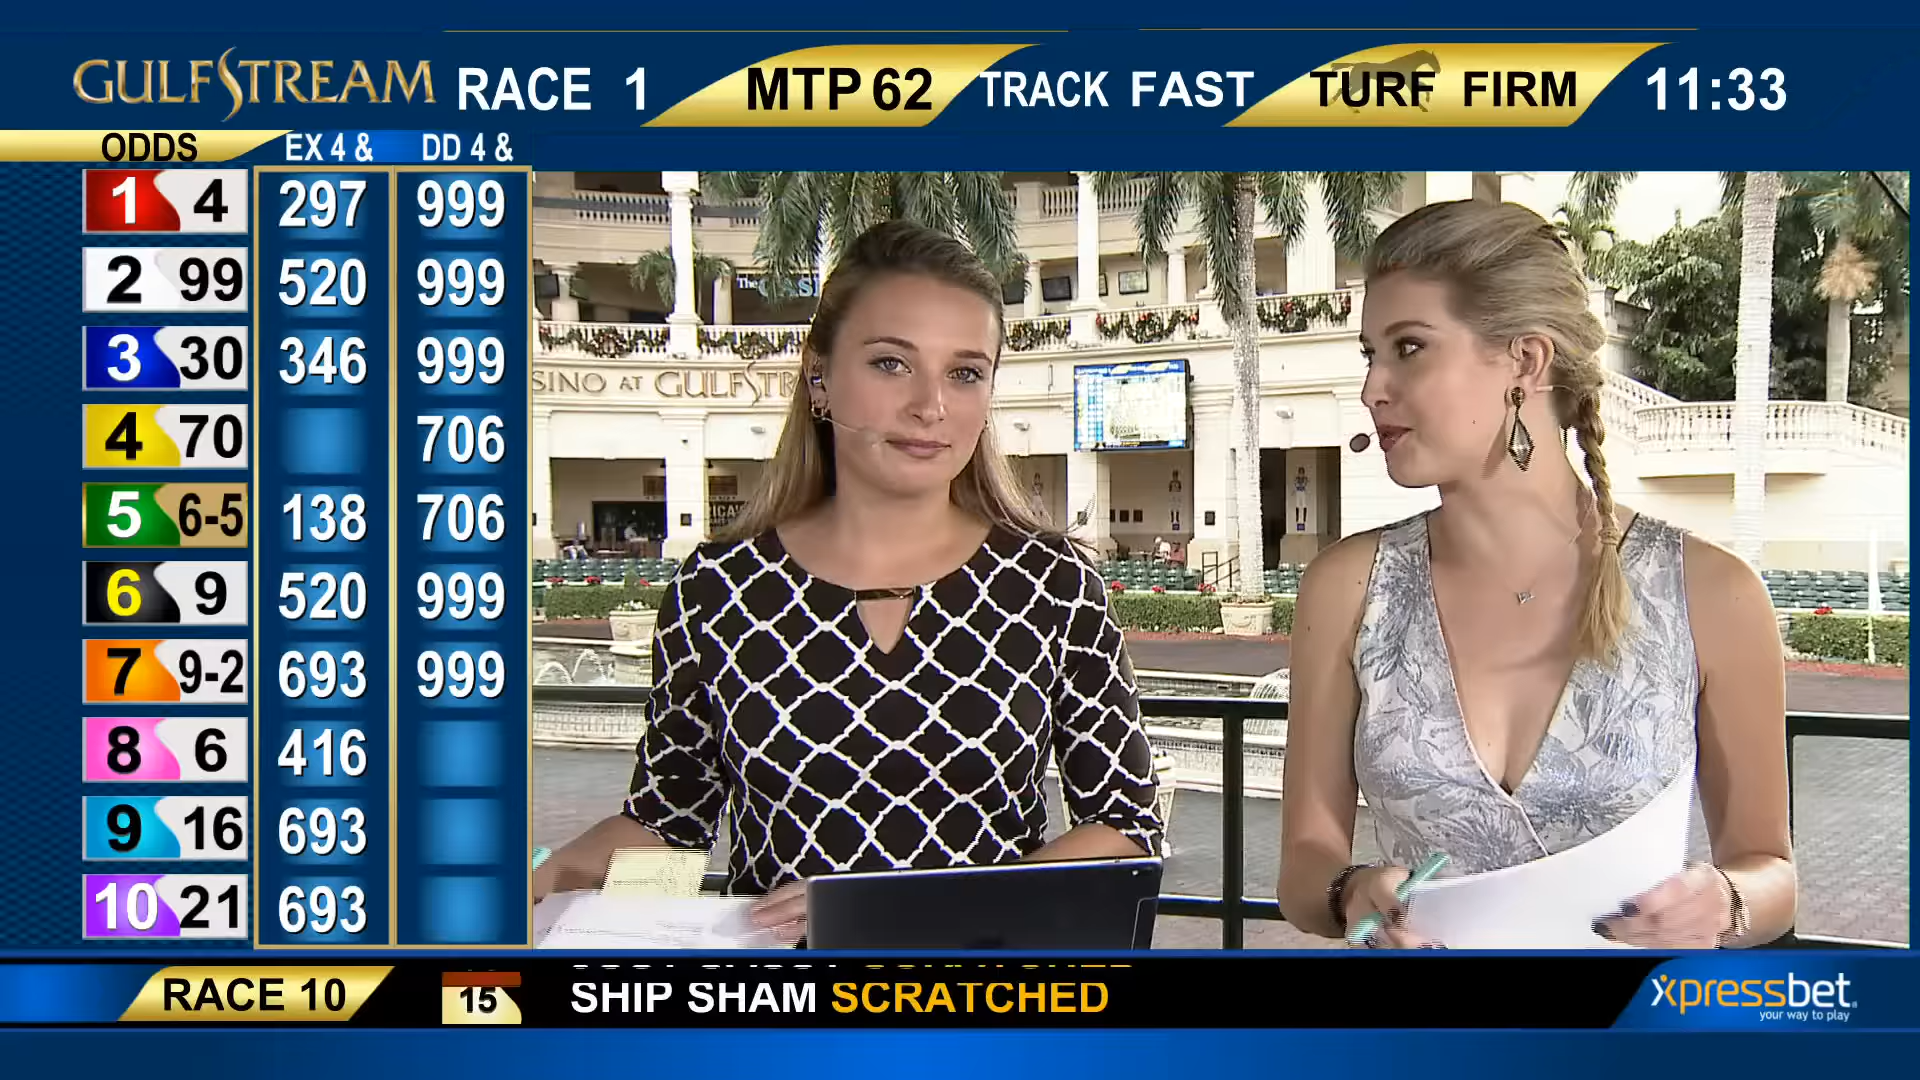 GULFSTREAM RACE 1 MTP 62 TRACK FAST TURF FIRM 11:33
ODDS EX 4 & DD 4 &
1 4 297 999
2 99 520 999
3 30 346 999
4 70 706
5 6-5 138 706
6 9 520 999
7 9-2 693 999
8 6 416
9 16 693
10 21 693
The
SINO AT GULFSTR
RACE 10 15 SHIP SHAM SCRATCHED
xpressbet
your way to play